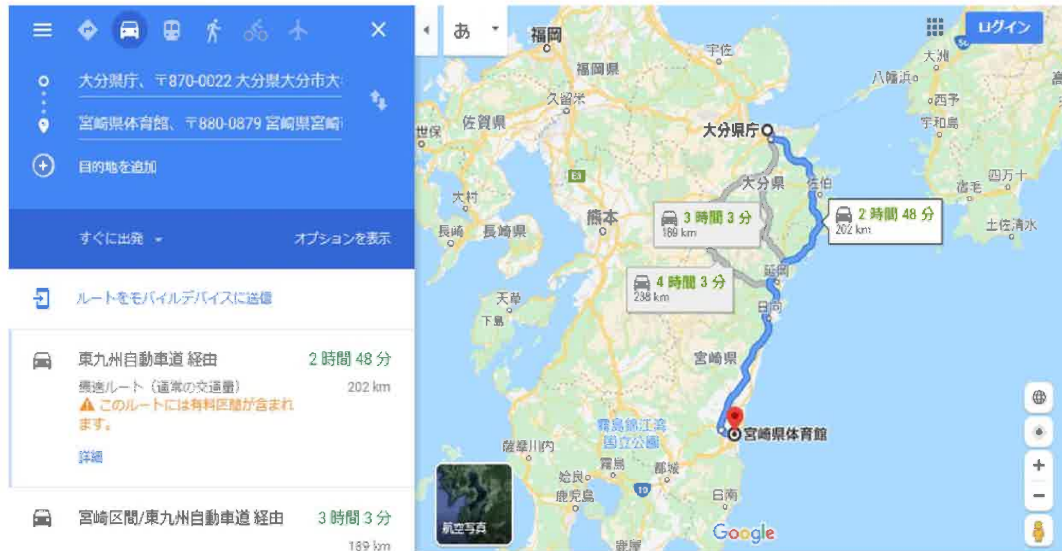 大分県庁、〒870-0022 大分県大分市大
宮崎県体育館、〒880-0879 宮崎県宮崎
目的地を追加
すぐに出発
オプションを表示
ルートをモバイルデバイスに送信
東九州自動車道 経由
2 時間 48 分
最速ルート（通常の交通量）
202 km
このルートには有料区間が含まれ
ます。
詳細
宮崎区間/東九州自動車道 経由
3 時間 3 分
189 km
あ
ログイン
福岡
宇佐
大洲
福岡県
八幡浜
久留米
西予
佐賀県
世保
大分県庁
宇和島
E3
大分県
佐伯
四万十
宿毛
大村
熊本
3 時間 3 分
189 km
2 時間 48 分
202 km
土佐清水
長崎
長崎県
延岡
4 時間 3 分
238 km
天草
日向
下島
宮崎県
霧島錦江湾
国立公園
宮崎県体育館
薩摩川内
霧島
都城
姶良
鹿児島
10
日南
航空写真
Google
鹿屋